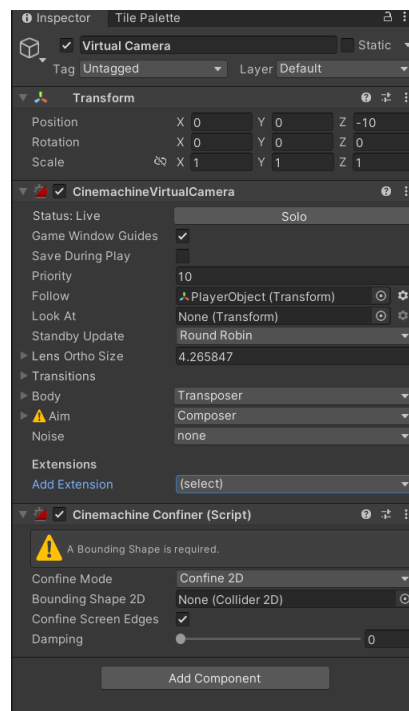 Inspector Tile Palette
Virtual Camera Static
Tag Untagged Layer Default
Transform
Position X 0 Y 0 Z -10
Rotation X 0 Y 0 Z 0
Scale X 1 Y 1 Z 1
CinemachineVirtualCamera
Status: Live Solo
Game Window Guides
Save During Play
Priority 10
Follow PlayerObject (Transform)
Look At None (Transform)
Standby Update Round Robin
Lens Ortho Size 4.265847
Transitions
Body Transposer
Aim Composer
Noise none
Extensions
Add Extension (select)
Cinemachine Confiner (Script)
A Bounding Shape is required.
Confine Mode Confine 2D
Bounding Shape 2D None (Collider 2D)
Confine Screen Edges
Damping 0
Add Component